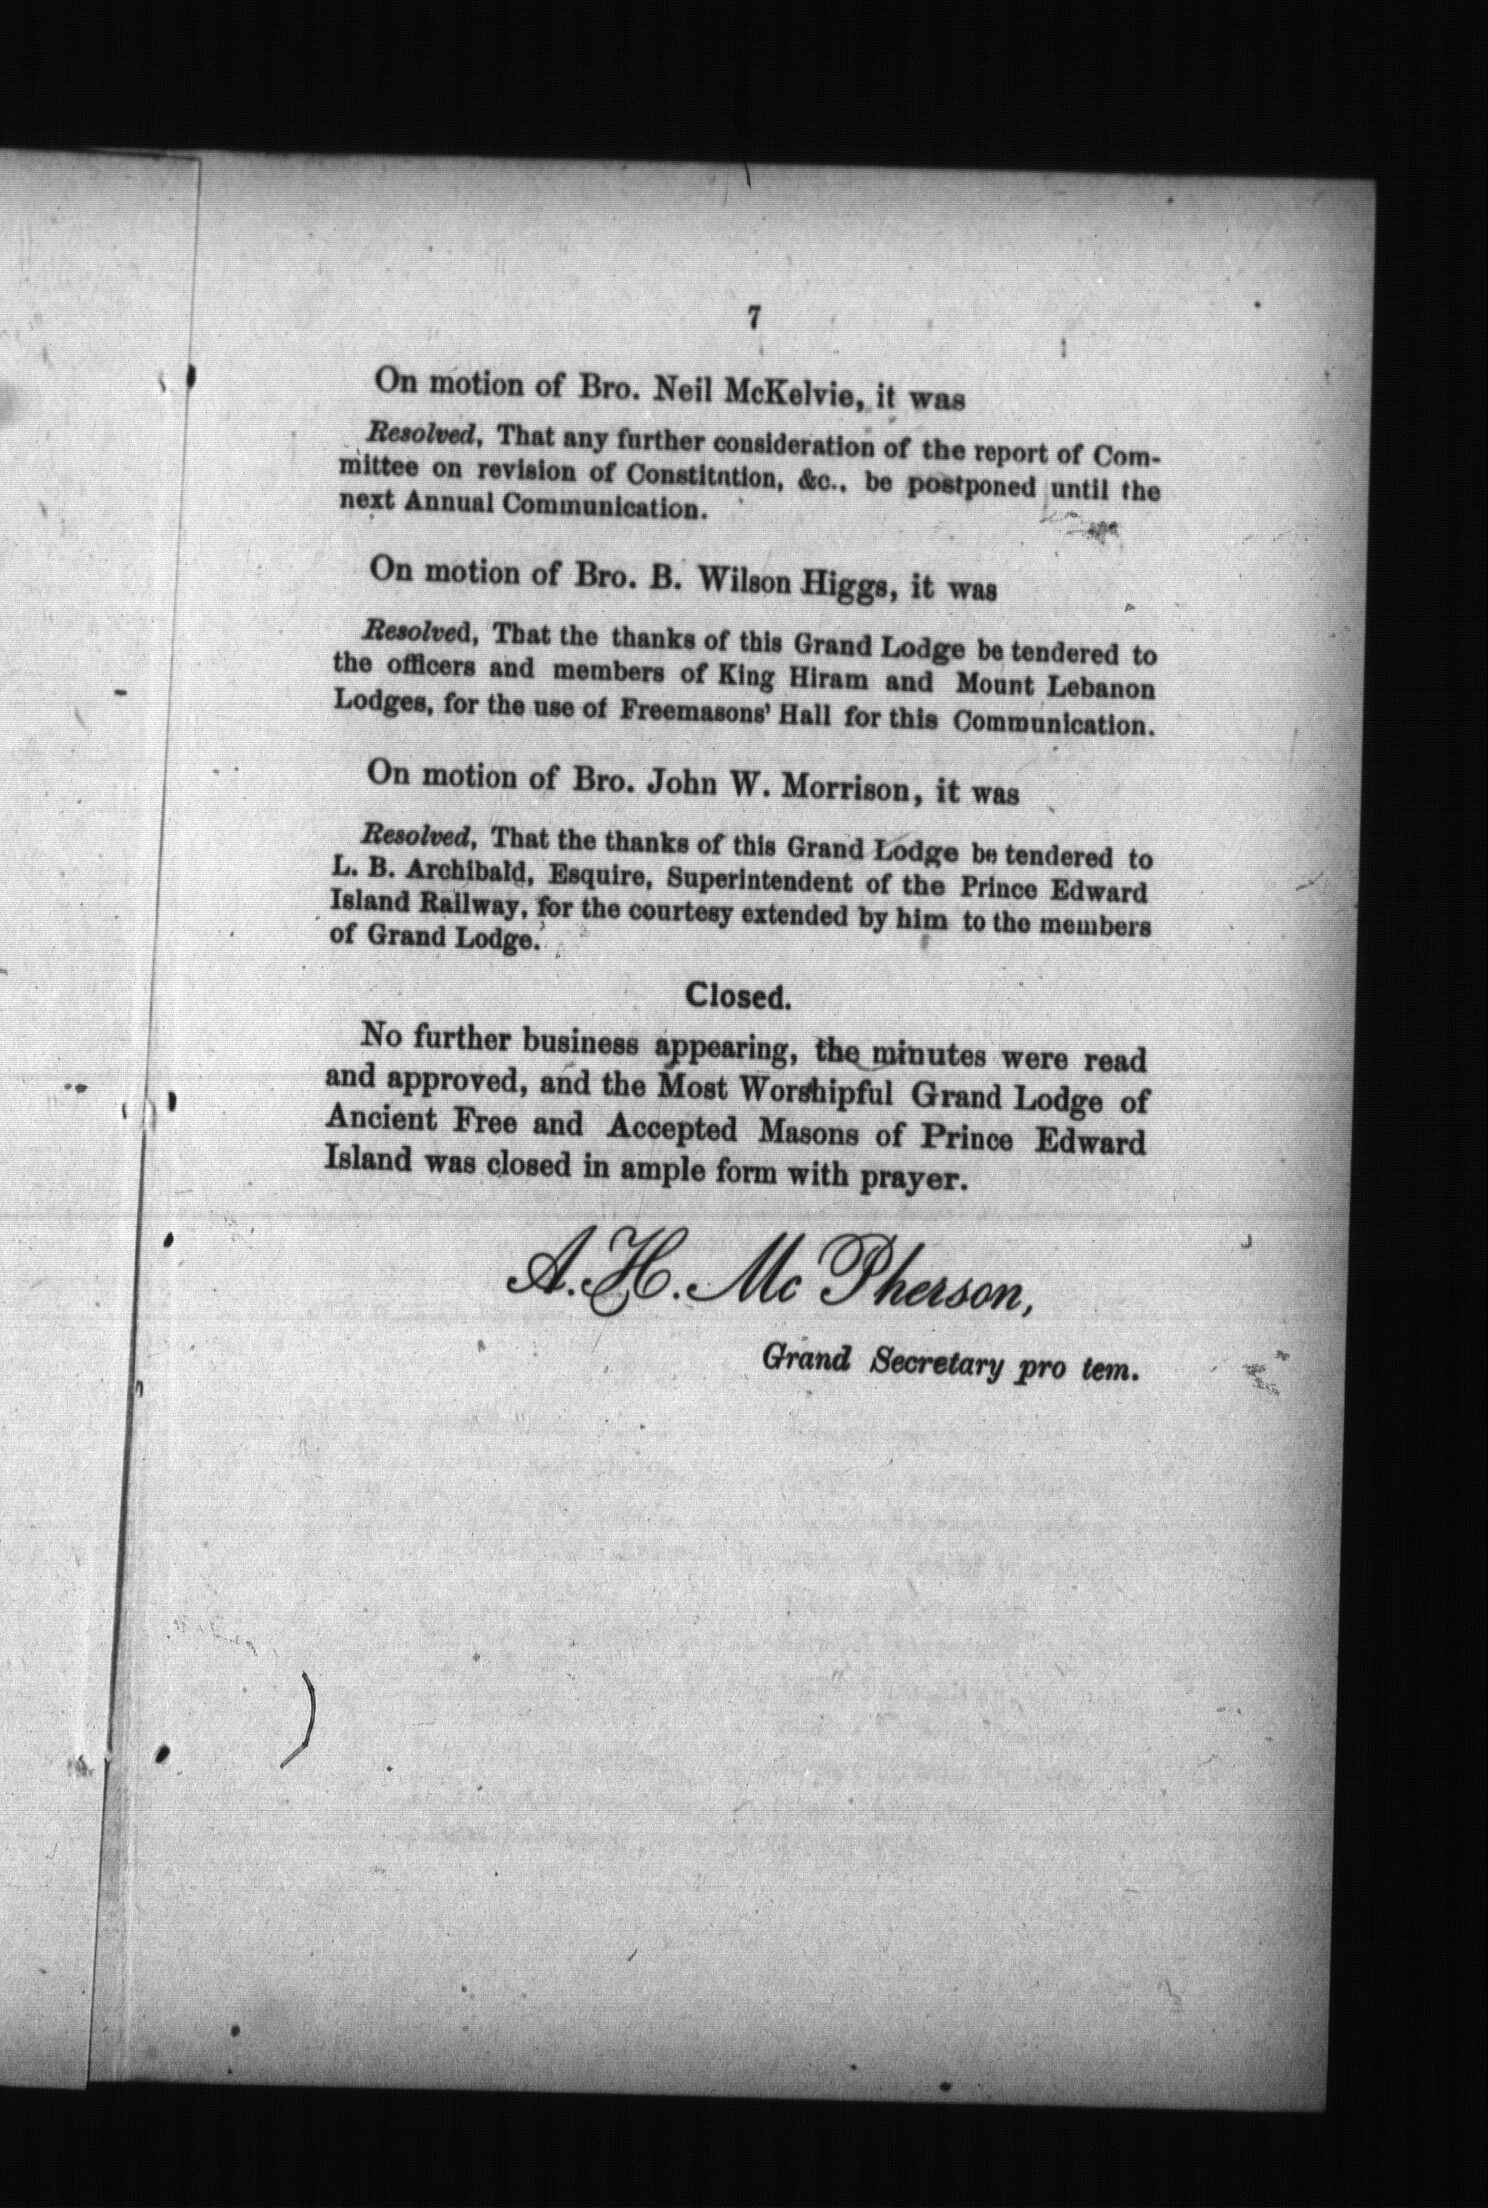 7
On motion of Bro. Neil McKelvie, it was
Resolved, That any further consideration of the report of Com-
mittee on revision of Constitution, &c., be postponed until the
next Annual Communication.
On motion of Bro. B. Wilson Higgs, it was
Resolved, That the thanks of this Grand Lodge be tendered to
the officers and members of King Hiram and Mount Lebanon
Lodges, for the use of Freemasons' Hall for this Communication.
On motion of Bro. John W. Morrison, it was
Resolved, That the thanks of this Grand Lodge be tendered to
L. B. Archibald, Esquire, Superintendent of the Prince Edward
Island Railway, for the courtesy extended by him to the members
of Grand Lodge.
Closed.
No further business appearing, the minutes were read
and approved, and the Most Worshipful Grand Lodge of
Ancient Free and Accepted Masons of Prince Edward
Island was closed in ample form with prayer.
A. H. McPherson,
Grand Secretary pro tem.